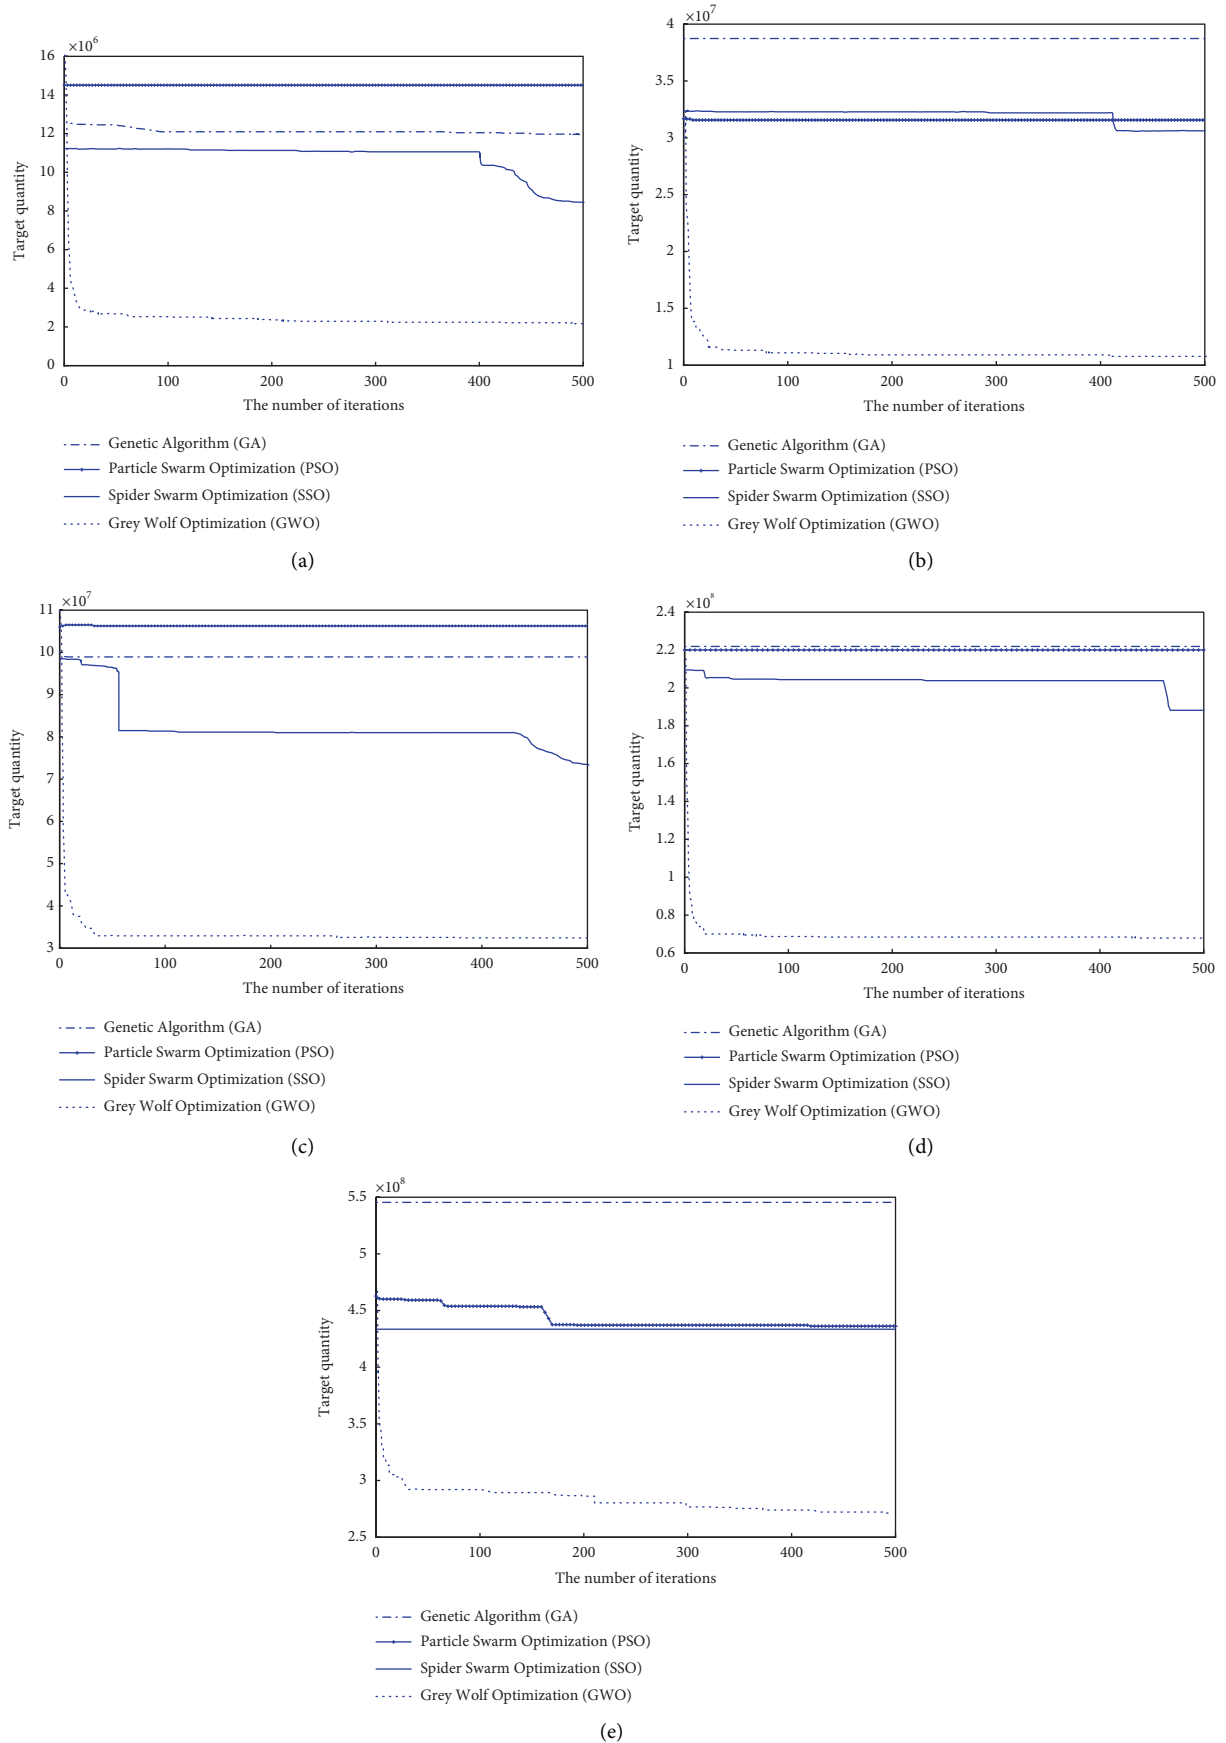 ×10⁶
16
14
12
10
8
6
4
2
0
Target quantity
0 100 200 300 400 500
The number of iterations
Genetic Algorithm (GA)
Particle Swarm Optimization (PSO)
Spider Swarm Optimization (SSO)
Grey Wolf Optimization (GWO)
(a)
×10⁷
4
3.5
3
2.5
2
1.5
1
Target quantity
0 100 200 300 400 500
The number of iterations
Genetic Algorithm (GA)
Particle Swarm Optimization (PSO)
Spider Swarm Optimization (SSO)
Grey Wolf Optimization (GWO)
(b)
×10⁷
11
10
9
8
7
6
5
4
3
Target quantity
0 100 200 300 400 500
The number of iterations
Genetic Algorithm (GA)
Particle Swarm Optimization (PSO)
Spider Swarm Optimization (SSO)
Grey Wolf Optimization (GWO)
(c)
×10⁸
2.4
2.2
2
1.8
1.6
1.4
1.2
1
0.8
0.6
Target quantity
0 100 200 300 400 500
The number of iterations
Genetic Algorithm (GA)
Particle Swarm Optimization (PSO)
Spider Swarm Optimization (SSO)
Grey Wolf Optimization (GWO)
(d)
×10⁸
5.5
5
4.5
4
3.5
3
2.5
Target quantity
0 100 200 300 400 500
The number of iterations
Genetic Algorithm (GA)
Particle Swarm Optimization (PSO)
Spider Swarm Optimization (SSO)
Grey Wolf Optimization (GWO)
(e)